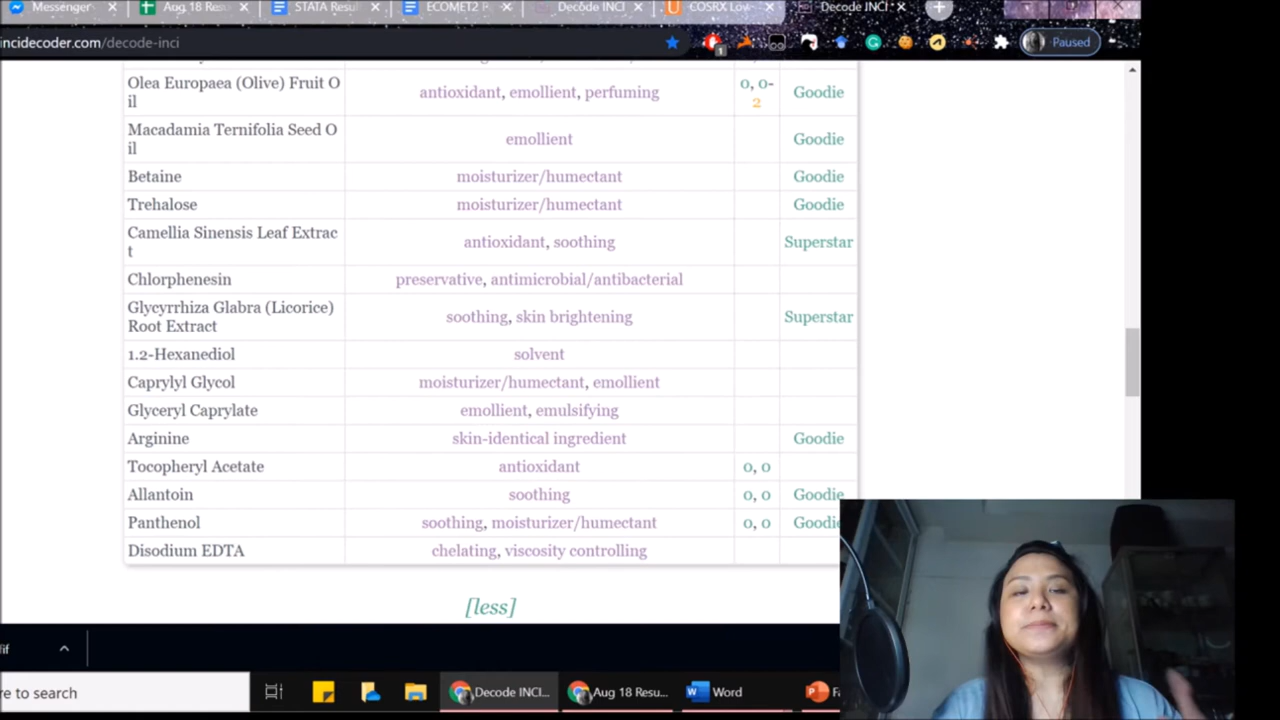 Messenger
Aug 18 Resu
STATA Resul
ECOMET2 F
Decode INCI
COSRX Low
Decode INCI
incidecoder.com/decode-inci
1
Paused
Olea Europaea (Olive) Fruit O
il
antioxidant, emollient, perfuming
0, 0-
2
Goodie
Macadamia Ternifolia Seed O
il
emollient
Goodie
Betaine
moisturizer/humectant
Goodie
Trehalose
moisturizer/humectant
Goodie
Camellia Sinensis Leaf Extrac
t
antioxidant, soothing
Superstar
Chlorphenesin
preservative, antimicrobial/antibacterial
Glycyrrhiza Glabra (Licorice)
Root Extract
soothing, skin brightening
Superstar
1.2-Hexanediol
solvent
Caprylyl Glycol
moisturizer/humectant, emollient
Glyceryl Caprylate
emollient, emulsifying
Arginine
skin-identical ingredient
Goodie
Tocopheryl Acetate
antioxidant
0, 0
Allantoin
soothing
0, 0
Goodie
Panthenol
soothing, moisturizer/humectant
0, 0
Goodie
Disodium EDTA
chelating, viscosity controlling
[less]
re to search
Decode INCI...
Aug 18 Resu...
Word